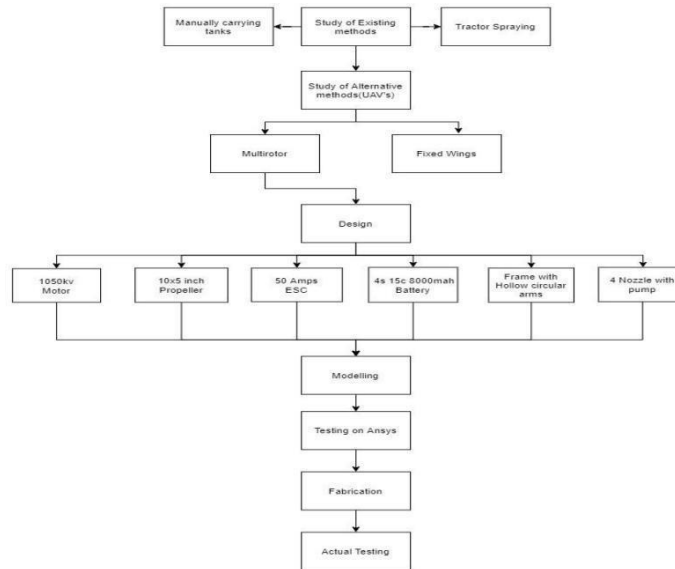 Manually carrying
tanks
Study of Existing
methods
Tractor Spraying
Study of Alternative
methods(UAV's)
Multirotor
Fixed Wings
Design
1050kv
Motor
10x5 inch
Propeller
50 Amps
ESC
4s 15c 8000mah
Battery
Frame with
Hollow circular
arms
4 Nozzle with
pump
Modelling
Testing on Ansys
Fabrication
Actual Testing